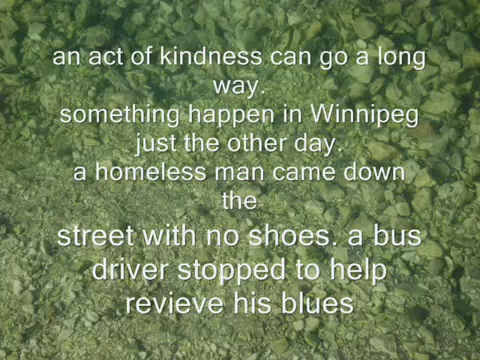 an act of kindness can go a long
way.
something happen in Winnipeg
just the other day.
a homeless man came down
the
street with no shoes. a bus
driver stopped to help
revieve his blues